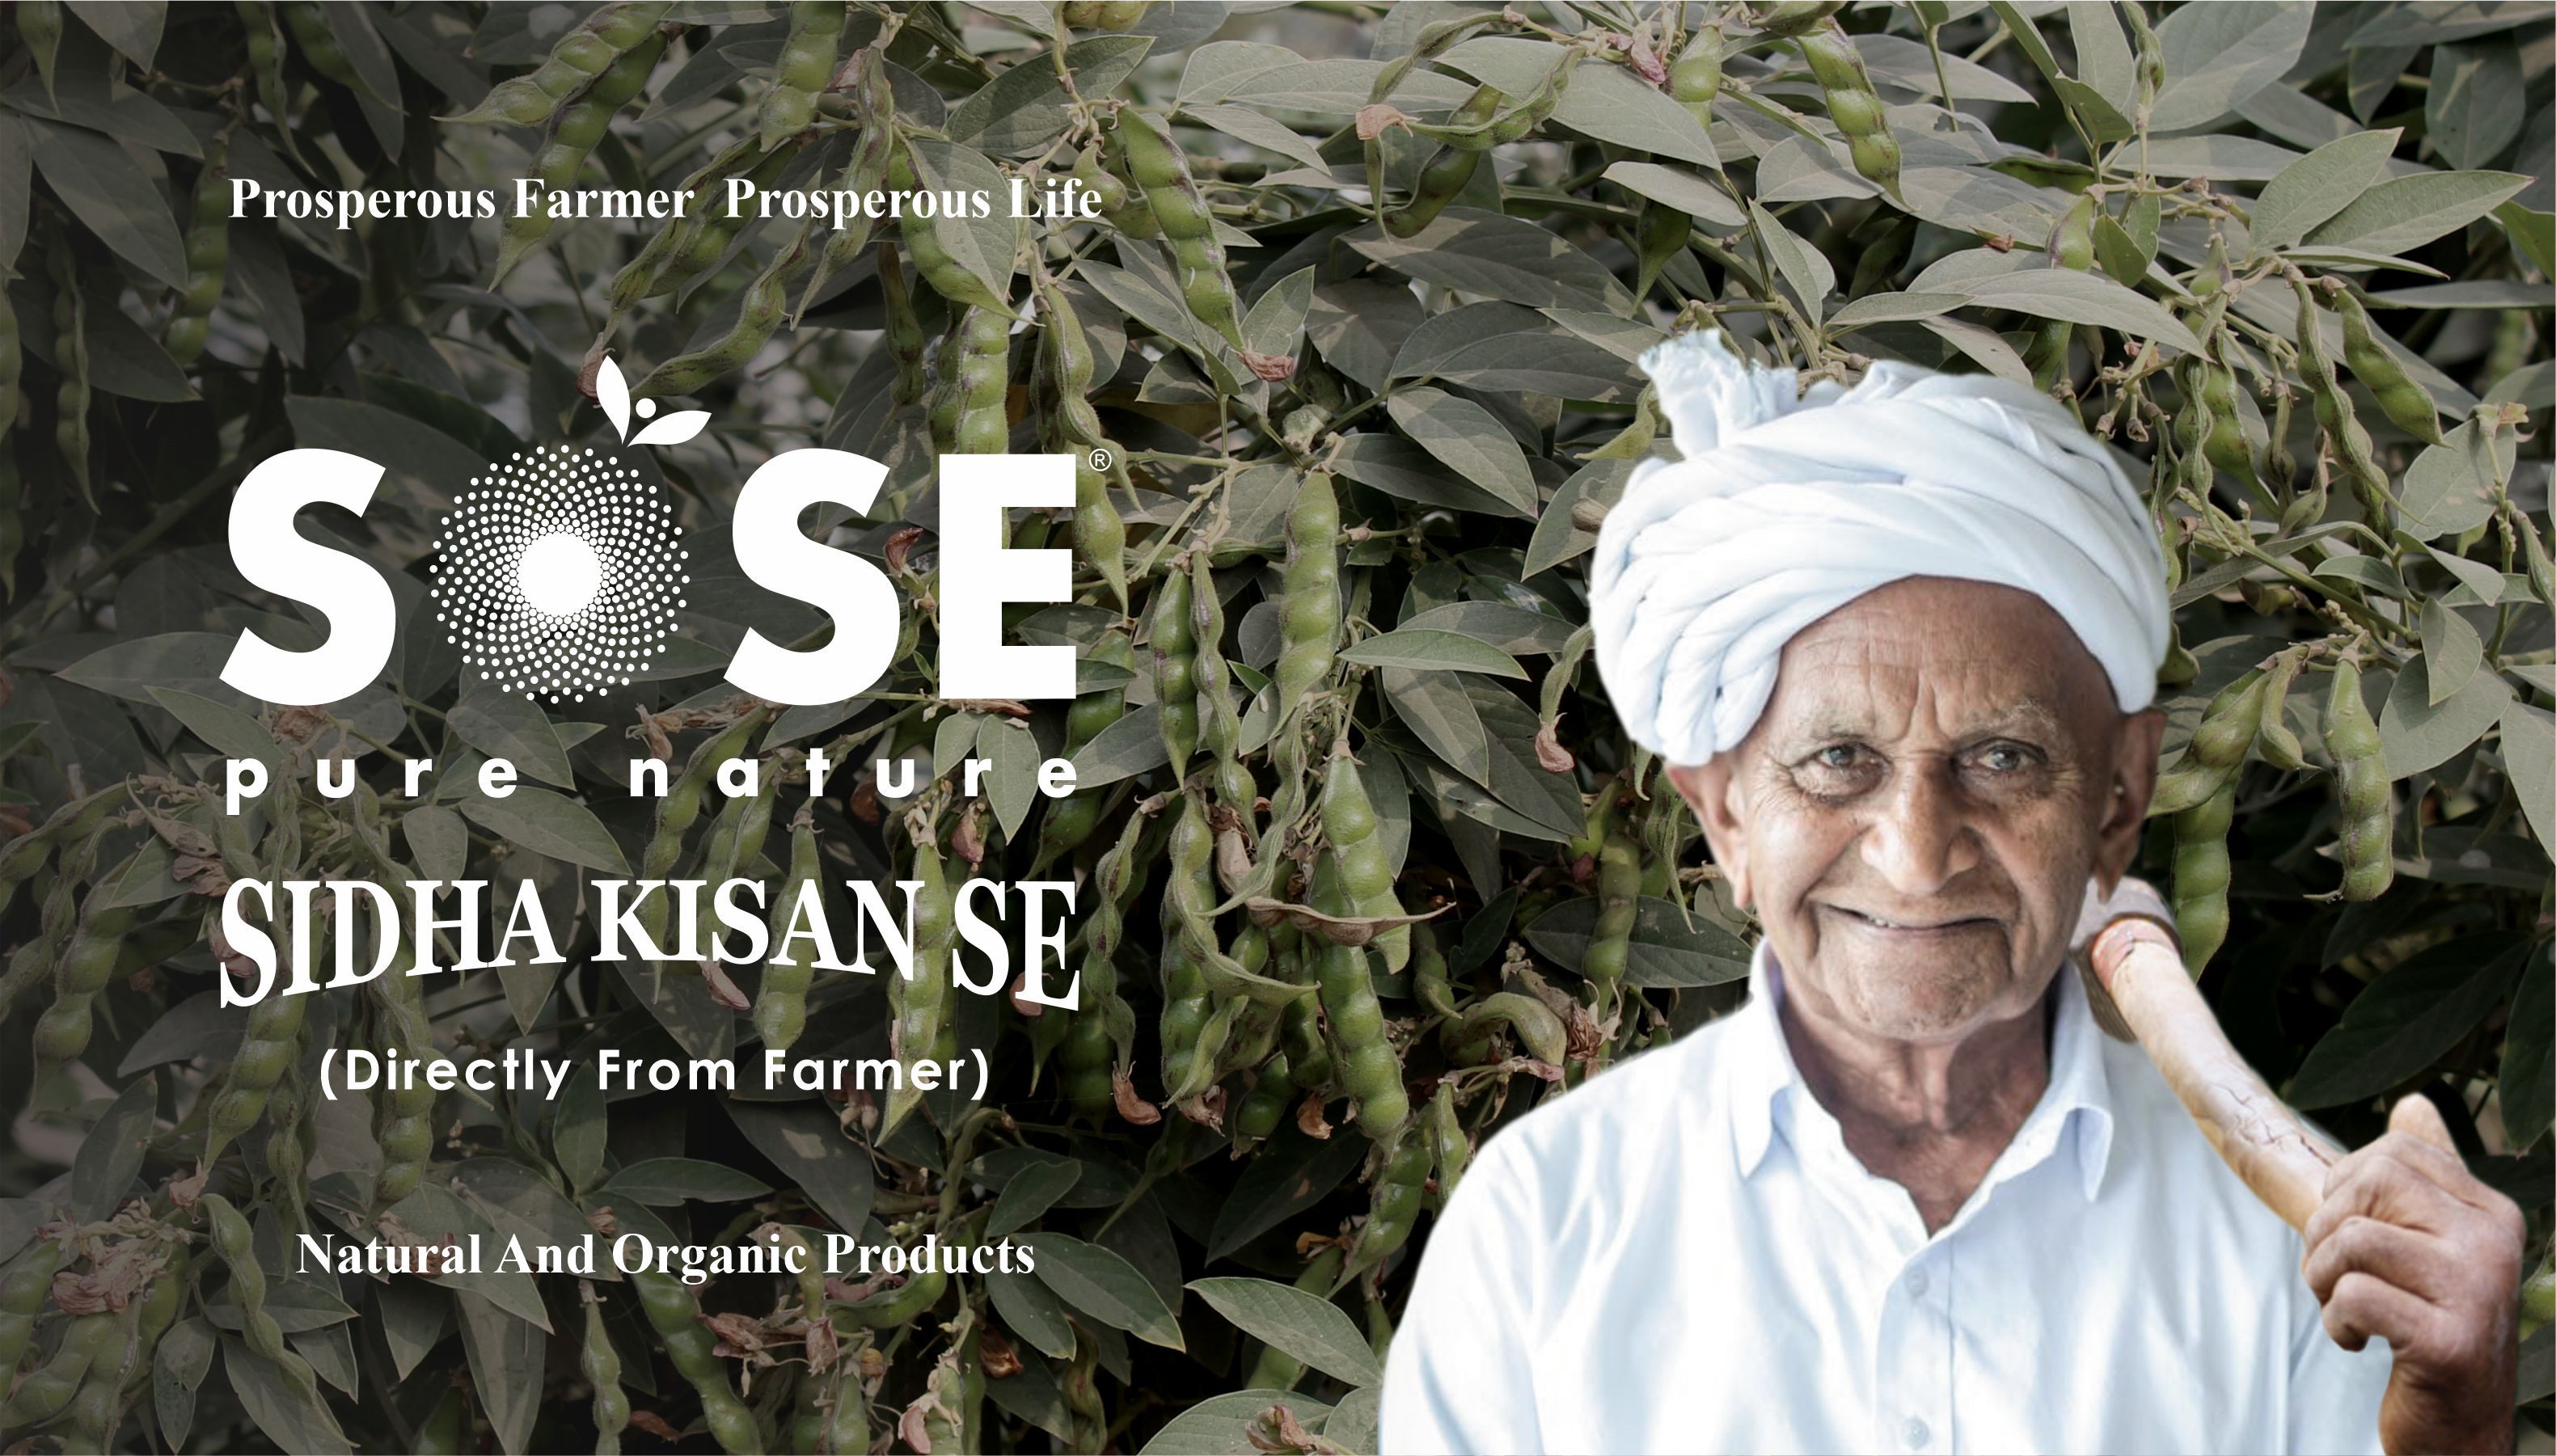 Prosperous Farmer Prosperous Life
SOSE®
pure nature
SIDHA KISAN SE
(Directly From Farmer)
Natural And Organic Products